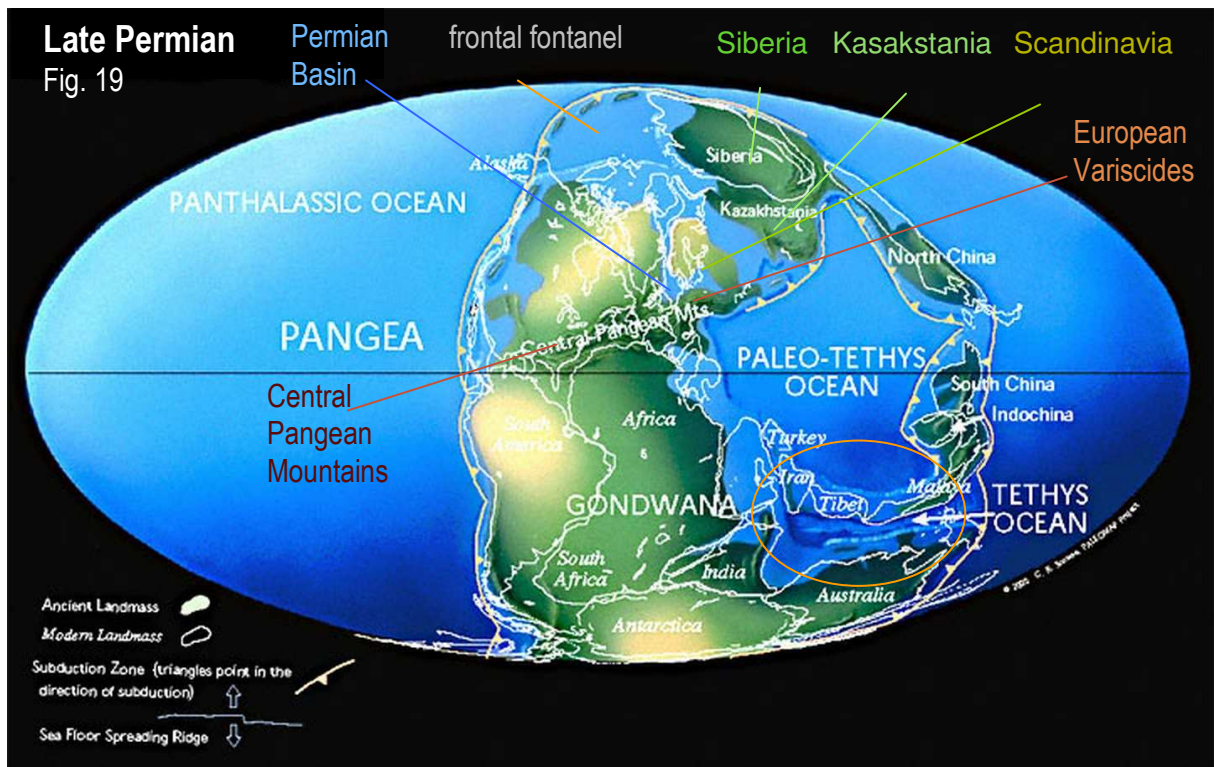 Late Permian
Fig. 19
Permian
Basin
frontal fontanel
Siberia
Kasakstania
Scandinavia
European
Variscides
Siberia
Alaska
PANTHALASSIC OCEAN
Kazakhstania
North China
PANGEA
Central Pangean Mts.
PALEO-TETHYS
OCEAN
South China
Indochina
Central
Pangean
Mountains
South
America
Africa
Turkey
Iran
Tibet
Malaya
GONDWANA
TETHYS
OCEAN
South
Africa
India
Australia
Antarctica
Ancient Landmass
Modern Landmass
Subduction Zone (triangles point in the
direction of subduction)
Sea Floor Spreading Ridge
PALEOMAP Project